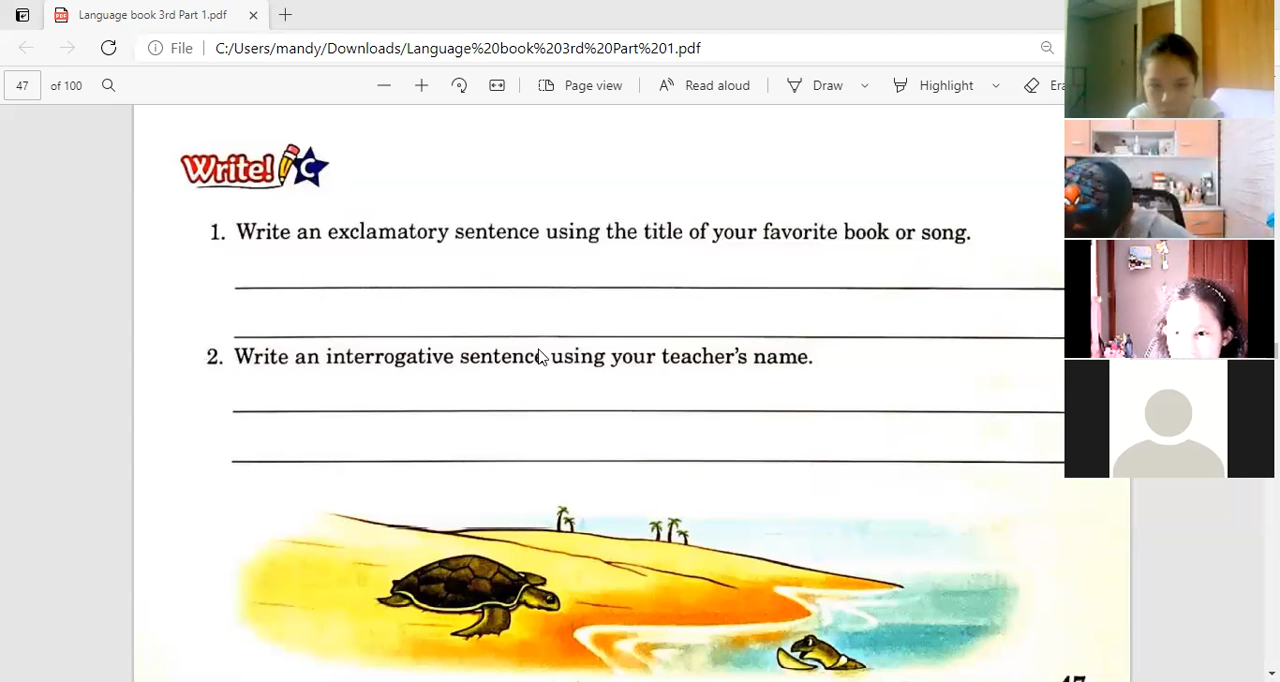 Language book 3rd Part 1.pdf
File C:/Users/mandy/Downloads/Language%20book%203rd%20Part%201.pdf
47 of 100 Page view Read aloud Draw Highlight
Write! C
1. Write an exclamatory sentence using the title of your favorite book or song.
2. Write an interrogative sentence using your teacher's name.
47